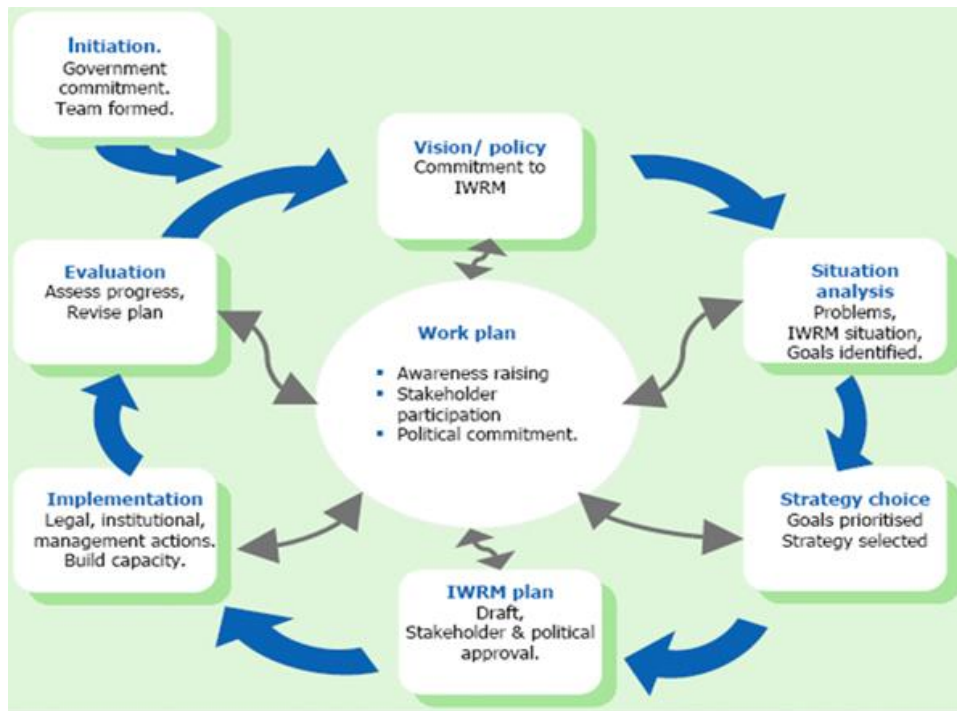 Initiation.
Government
commitment.
Team formed.
Vision/ policy
Commitment to
IWRM
Situation
analysis
Problems,
IWRM situation,
Goals identified.
Strategy choice
Goals prioritised
Strategy selected
IWRM plan
Draft,
Stakeholder & political
approval.
Implementation
Legal, institutional,
management actions.
Build capacity.
Evaluation
Assess progress,
Revise plan
Work plan
▪ Awareness raising
▪ Stakeholder
participation
▪ Political commitment.